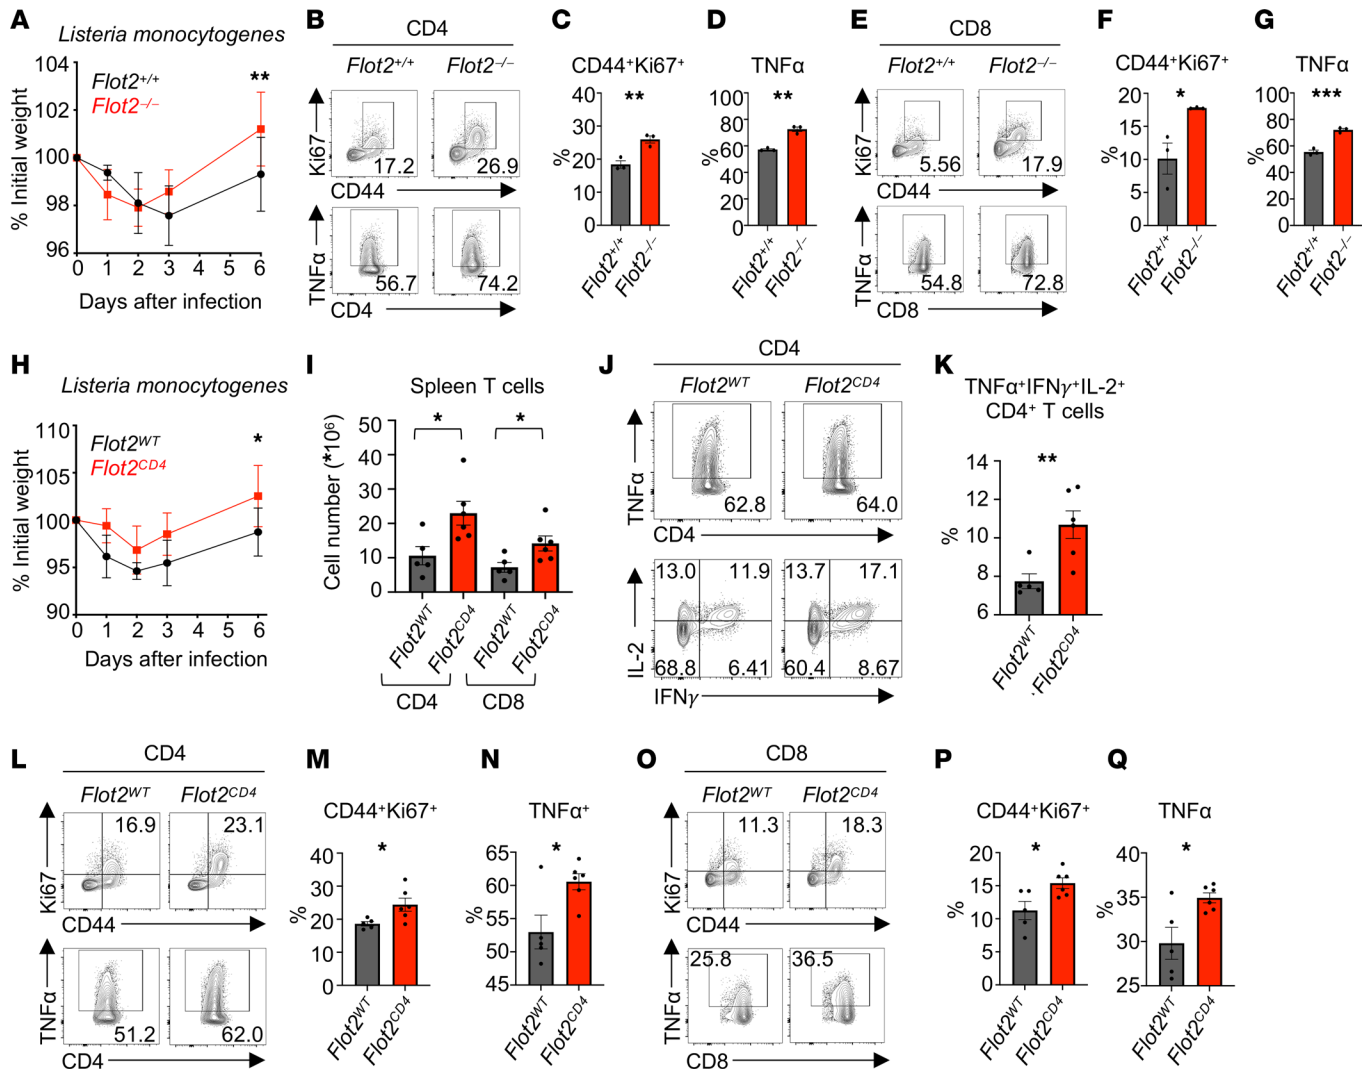 A
Listeria monocytogenes
Flot2+/+
Flot2–/–
% Initial weight
104
102
100
98
96
0 1 2 3 4 5 6
Days after infection
**
B
CD4
Flot2+/+ Flot2–/–
Ki67
17.2 26.9
CD44
TNFα
56.7 74.2
CD4
C
CD44+Ki67+
**
%
40
30
20
10
0
Flot2+/+
Flot2–/–
D
TNFα
**
%
100
80
60
40
20
0
Flot2+/+
Flot2–/–
E
CD8
Flot2+/+ Flot2–/–
Ki67
5.56 17.9
CD44
TNFα
54.8 72.8
CD8
F
CD44+Ki67+
*
%
20
15
10
5
0
Flot2+/+
Flot2–/–
G
TNFα
***
%
100
80
60
40
20
0
Flot2+/+
Flot2–/–
H
Listeria monocytogenes
Flot2WT
Flot2CD4
% Initial weight
110
105
100
95
90
0 1 2 3 4 5 6
Days after infection
*
I
Spleen T cells
* *
Cell number (*10⁶)
50
40
30
20
10
0
Flot2WT
Flot2CD4
Flot2WT
Flot2CD4
CD4 CD8
J
CD4
Flot2WT Flot2CD4
TNFα
62.8 64.0
CD4
IL-2
13.0 11.9 13.7 17.1
68.8 6.41 60.4 8.67
IFNγ
K
TNFα+IFNγ+IL-2+
CD4+ T cells
**
%
14
12
10
8
6
Flot2WT
Flot2CD4
L
CD4
Flot2WT Flot2CD4
Ki67
16.9 23.1
CD44
TNFα
51.2 62.0
CD4
M
CD44+Ki67+
*
%
40
30
20
10
0
Flot2WT
Flot2CD4
N
TNFα+
*
%
65
60
55
50
45
Flot2WT
Flot2CD4
O
CD8
Flot2WT Flot2CD4
Ki67
11.3 18.3
CD44
TNFα
25.8 36.5
CD8
P
CD44+Ki67+
*
%
20
15
10
5
0
Flot2WT
Flot2CD4
Q
TNFα
*
%
40
35
30
25
Flot2WT
Flot2CD4